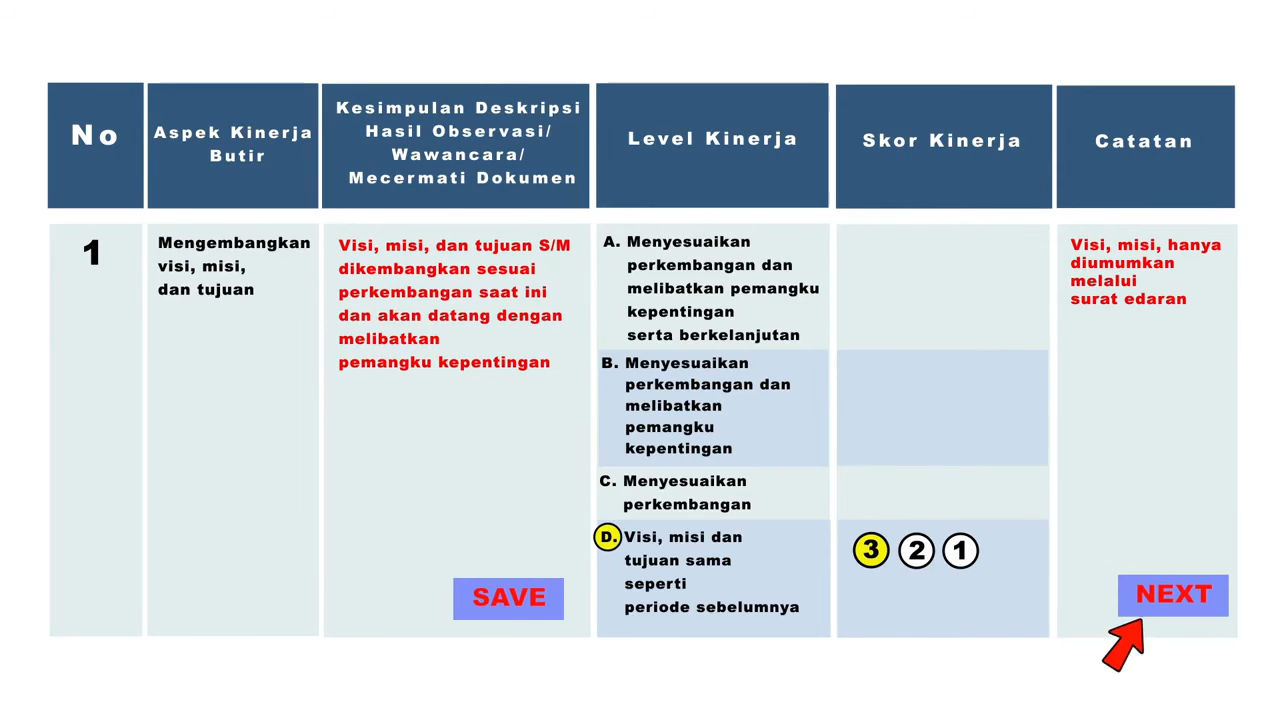 No
Aspek Kinerja
Butir
Kesimpulan Deskripsi
Hasil Observasi/
Wawancara/
Mecermati Dokumen
Level Kinerja
Skor Kinerja
Catatan
1
Mengembangkan
visi, misi,
dan tujuan
Visi, misi, dan tujuan S/M
dikembangkan sesuai
perkembangan saat ini
dan akan datang dengan
melibatkan
pemangku kepentingan
SAVE
A. Menyesuaikan
perkembangan dan
melibatkan pemangku
kepentingan
serta berkelanjutan
B. Menyesuaikan
perkembangan dan
melibatkan
pemangku
kepentingan
C. Menyesuaikan
perkembangan
D. Visi, misi dan
tujuan sama
seperti
periode sebelumnya
3 2 1
Visi, misi, hanya
diumumkan
melalui
surat edaran
NEXT